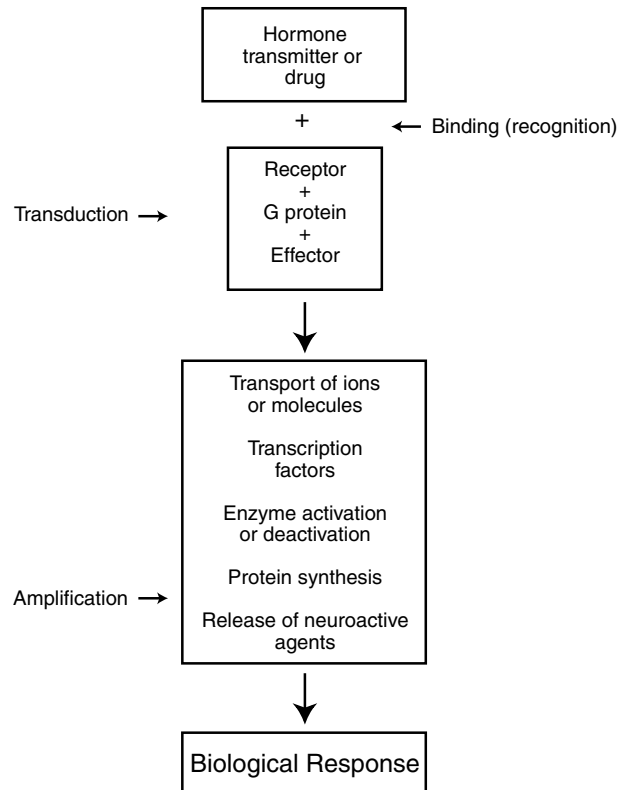 Hormone
transmitter or
drug
+
Binding (recognition)
Receptor
+
G protein
+
Effector
Transduction
Transport of ions
or molecules
Transcription
factors
Enzyme activation
or deactivation
Protein synthesis
Amplification
Release of neuroactive
agents
Biological Response